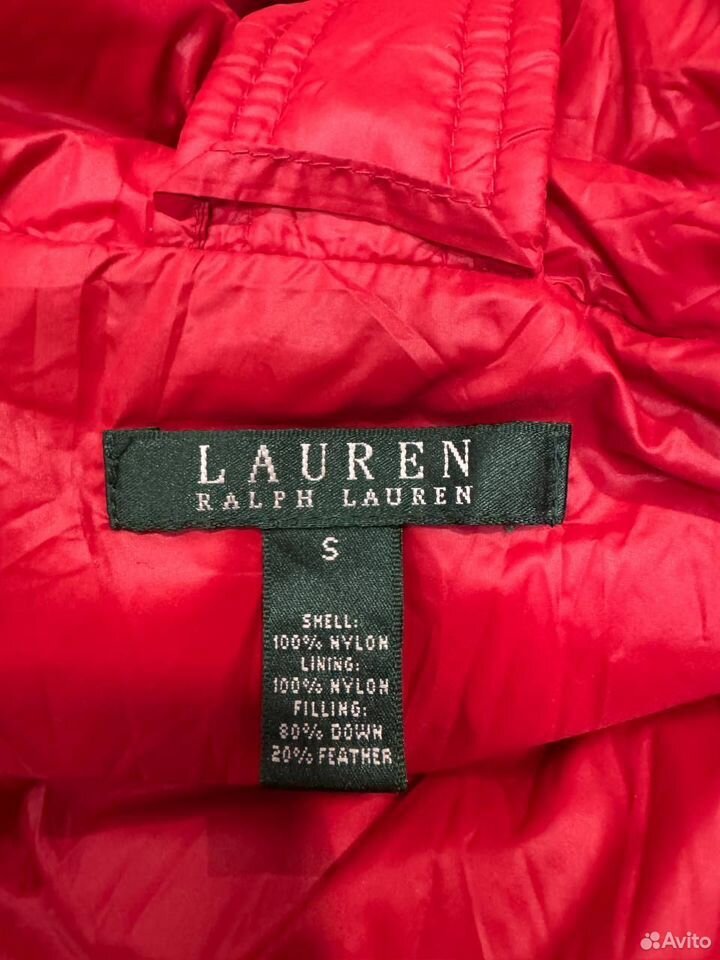 LAUREN
RALPH LAUREN
S
SHELL:
100% NYLON
LINING:
100% NYLON
FILLING:
80% DOWN
20% FEATHER
Avito